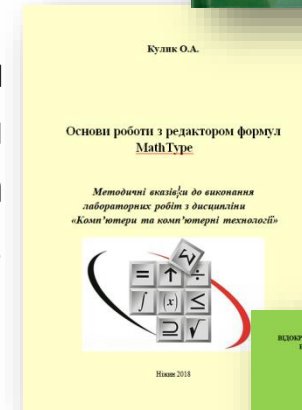 Кулик О.А.
Основи роботи з редактором формул
MathType
Методичні вказівки до виконання
лабораторних робіт з дисципліни
«Комп’ютери та комп’ютерні технології»
Σ
= ↑ ÷
∫ (x) ≤
⊇ √
Ніжин 2018